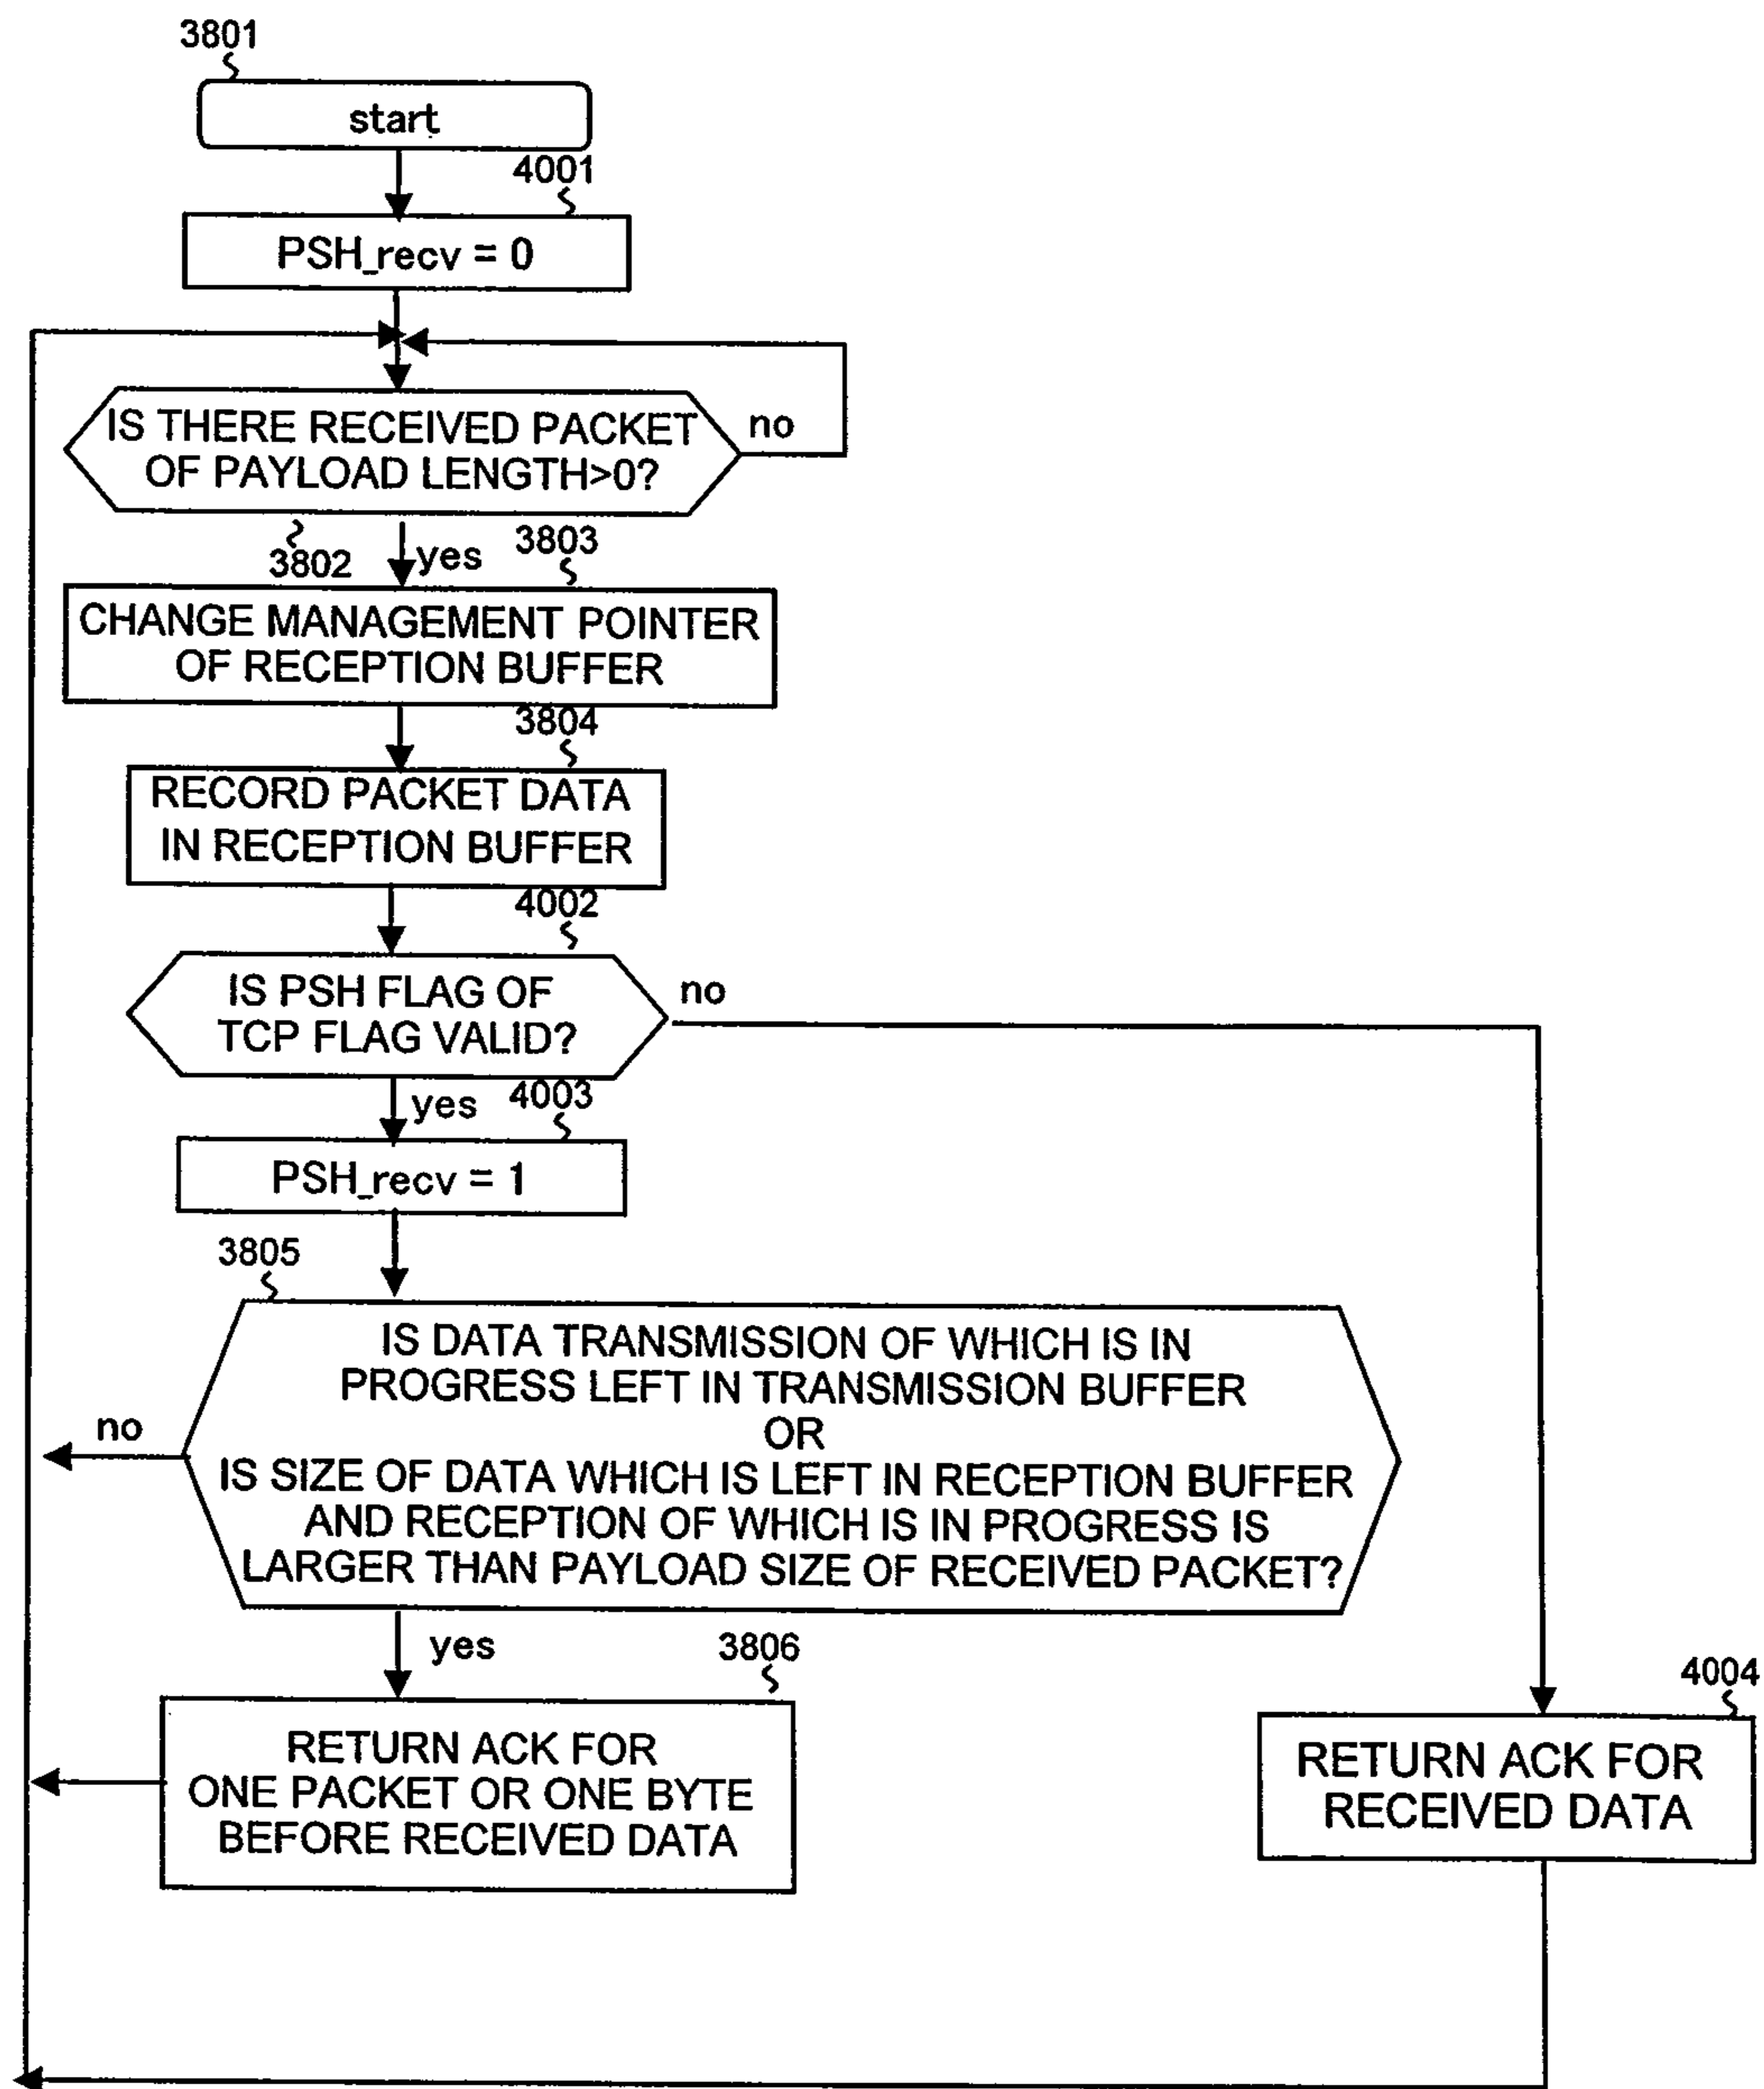 3801
start
4001
PSH_recv = 0
IS THERE RECEIVED PACKET
OF PAYLOAD LENGTH>0?
no
3802
yes
3803
CHANGE MANAGEMENT POINTER
OF RECEPTION BUFFER
3804
RECORD PACKET DATA
IN RECEPTION BUFFER
4002
IS PSH FLAG OF
TCP FLAG VALID?
no
yes
4003
PSH_recv = 1
3805
IS DATA TRANSMISSION OF WHICH IS IN
PROGRESS LEFT IN TRANSMISSION BUFFER
OR
IS SIZE OF DATA WHICH IS LEFT IN RECEPTION BUFFER
AND RECEPTION OF WHICH IS IN PROGRESS IS
LARGER THAN PAYLOAD SIZE OF RECEIVED PACKET?
no
yes
3806
RETURN ACK FOR
ONE PACKET OR ONE BYTE
BEFORE RECEIVED DATA
4004
RETURN ACK FOR
RECEIVED DATA